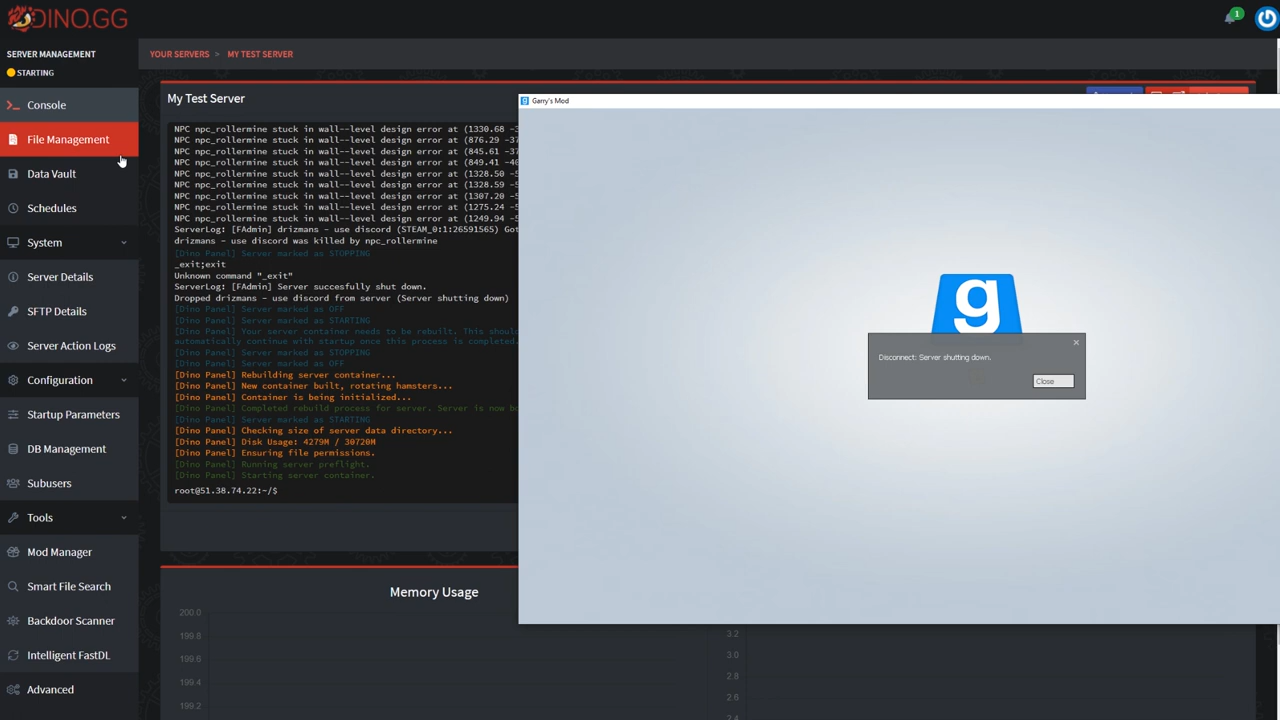 DINO.GG
1
SERVER MANAGEMENT
STARTING
Console
File Management
Data Vault
Schedules
System
Server Details
SFTP Details
Server Action Logs
Configuration
Startup Parameters
DB Management
Subusers
Tools
Mod Manager
Smart File Search
Backdoor Scanner
Intelligent FastDL
Advanced
YOUR SERVERS > MY TEST SERVER
My Test Server
NPC npc_rollermine stuck in wall--level design error at (1330.68 -3
NPC npc_rollermine stuck in wall--level design error at (876.29 -37
NPC npc_rollermine stuck in wall--level design error at (845.61 -37
NPC npc_rollermine stuck in wall--level design error at (849.41 -40
NPC npc_rollermine stuck in wall--level design error at (1328.50 -5
NPC npc_rollermine stuck in wall--level design error at (1328.59 -5
NPC npc_rollermine stuck in wall--level design error at (1307.20 -5
NPC npc_rollermine stuck in wall--level design error at (1275.24 -5
NPC npc_rollermine stuck in wall--level design error at (1249.94 -5
ServerLog: [FAdmin] drizmans - use discord (STEAM_0:1:26591565) Got
drizmans - use discord was killed by npc_rollermine
[Dino Panel] Server marked as STOPPING
_exit;exit
Unknown command "_exit"
ServerLog: [FAdmin] Server succesfully shut down.
Dropped drizmans - use discord from server (Server shutting down)
[Dino Panel] Server marked as OFF
[Dino Panel] Server marked as STARTING
[Dino Panel] Your server container needs to be rebuilt. This shoul
automatically continue with startup once this process is completed.
[Dino Panel] Server marked as STOPPING
[Dino Panel] Server marked as OFF
[Dino Panel] Rebuilding server container...
[Dino Panel] New container built, rotating hamsters...
[Dino Panel] Container is being initialized...
[Dino Panel] Completed rebuild process for server. Server is now bo
[Dino Panel] Server marked as STARTING
[Dino Panel] Checking size of server data directory...
[Dino Panel] Disk Usage: 4279M / 30720M
[Dino Panel] Ensuring file permissions.
[Dino Panel] Running server preflight.
[Dino Panel] Starting server container.
root@51.38.74.22:~/$
Garry's Mod
g
Disconnect: Server shutting down.
Close
Memory Usage
200.0
199.8
199.6
199.4
199.2
3.2
3.0
2.8
2.6
2.4